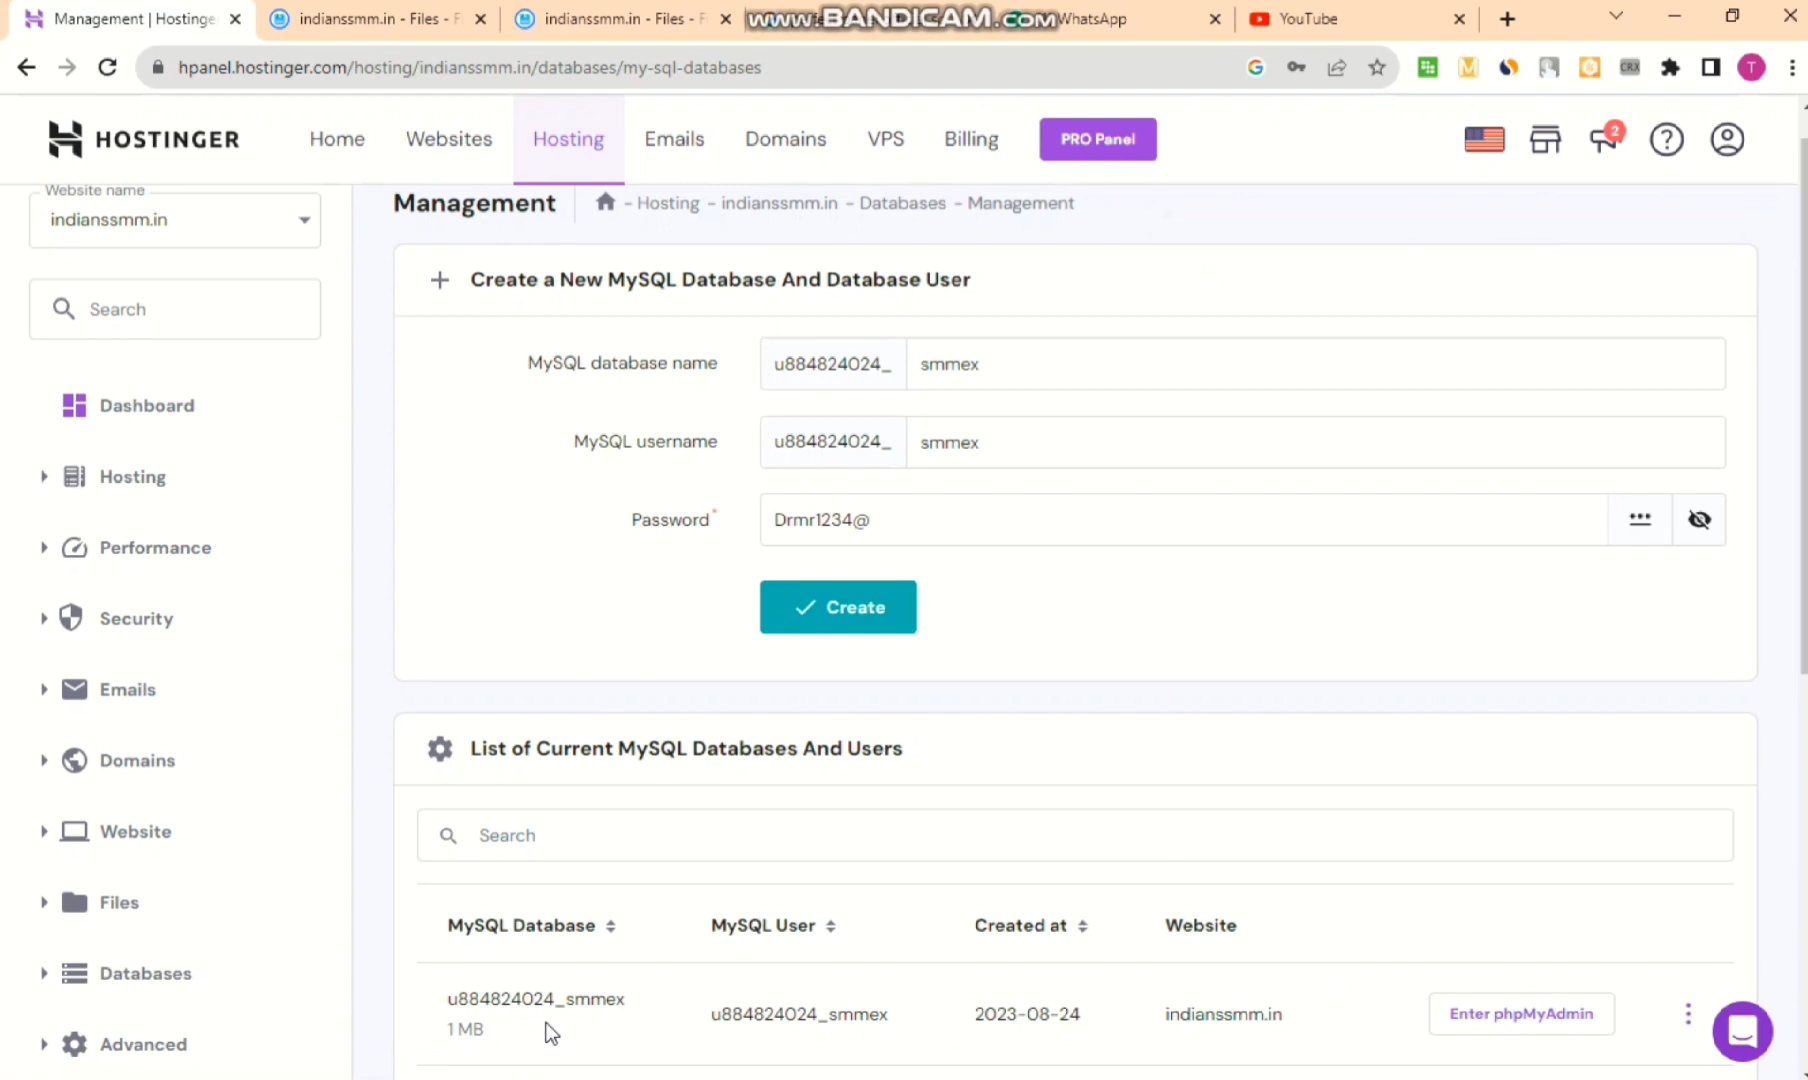 Management | Hostinge
indianssmm.in - Files - F
indianssmm.in - Files - F
www.BANDICAM.com
WhatsApp
YouTube
hpanel.hostinger.com/hosting/indianssmm.in/databases/my-sql-databases
CRX
T
HOSTINGER
Home
Websites
Hosting
Emails
Domains
VPS
Billing
PRO Panel
2
Website name
indianssmm.in
Management
- Hosting - indianssmm.in - Databases - Management
Search
Create a New MySQL Database And Database User
MySQL database name
u884824024_
smmex
MySQL username
u884824024_
smmex
Password*
Drmr1234@
Create
Dashboard
Hosting
Performance
Security
Emails
Domains
Website
Files
Databases
Advanced
List of Current MySQL Databases And Users
Search
MySQL Database
MySQL User
Created at
Website
u884824024_smmex
1 MB
u884824024_smmex
2023-08-24
indianssmm.in
Enter phpMyAdmin